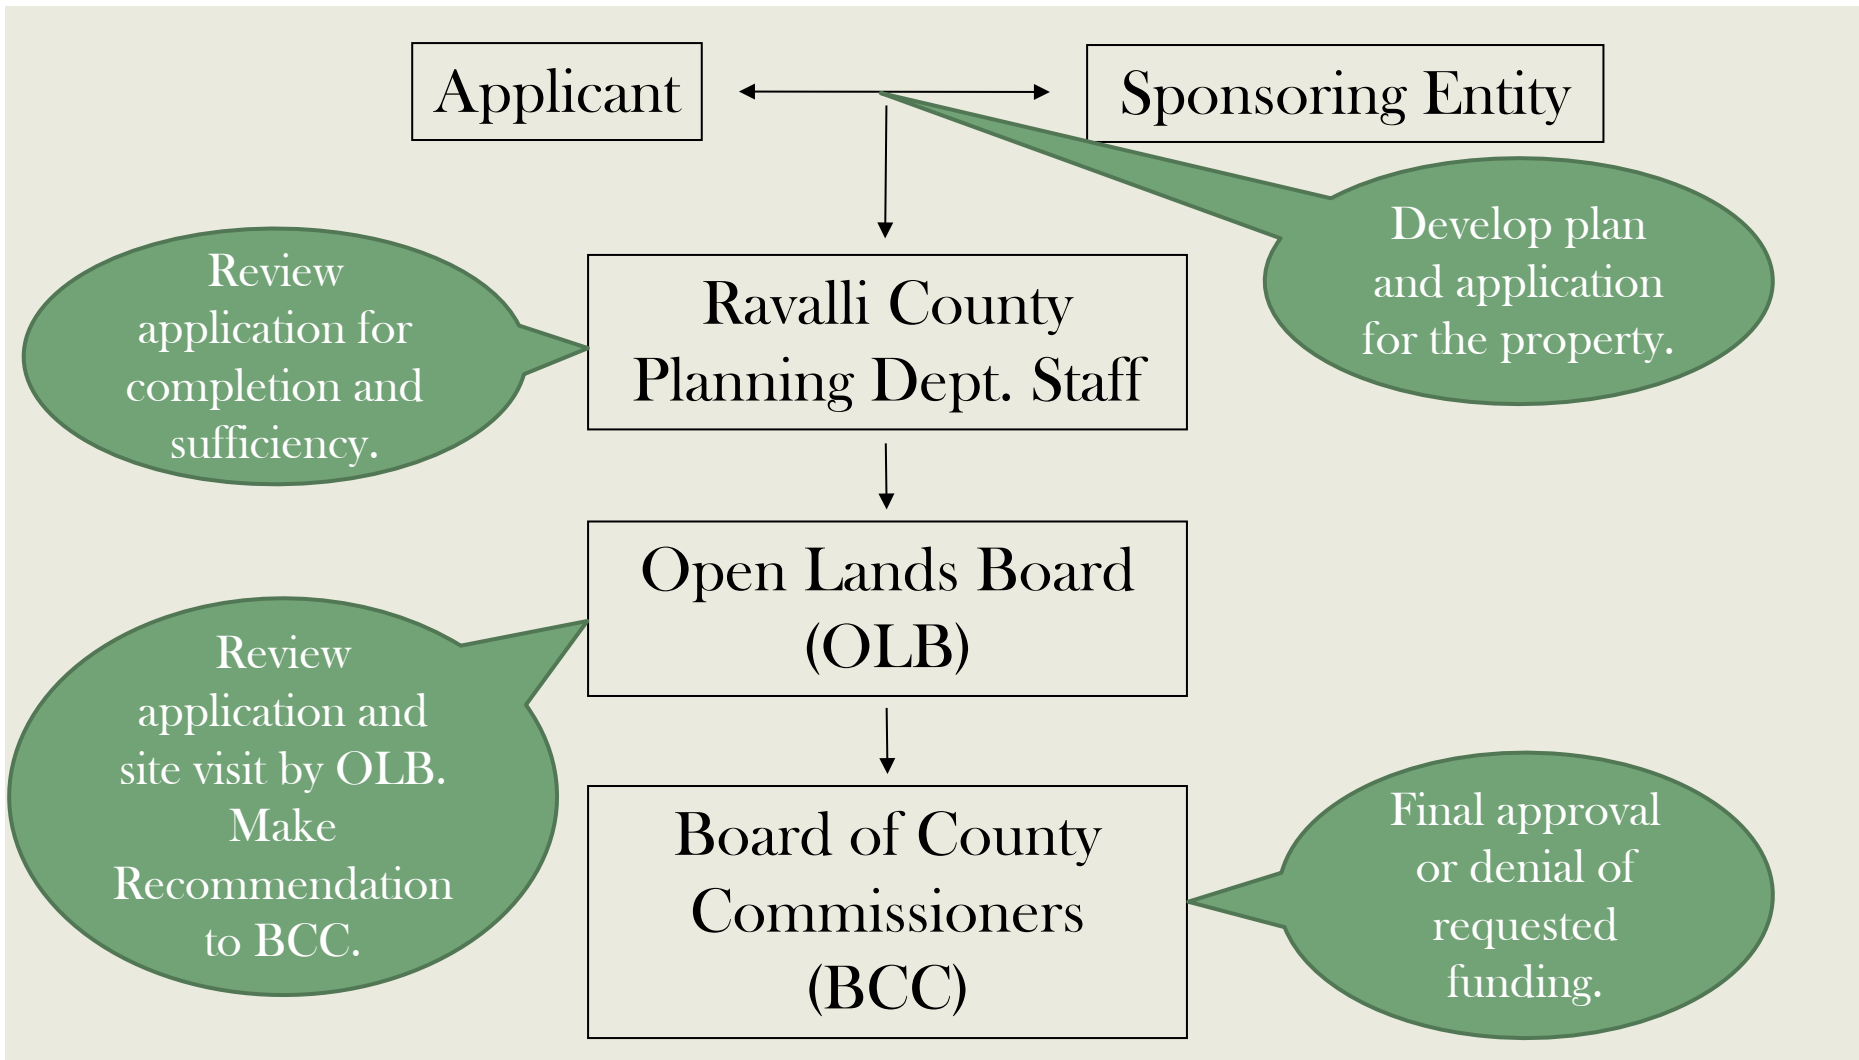 Applicant
Sponsoring Entity
Develop plan
and application
for the property.
Ravalli County
Planning Dept. Staff
Review
application for
completion and
sufficiency.
Open Lands Board
(OLB)
Review
application and
site visit by OLB.
Make
Recommendation
to BCC.
Board of County
Commissioners
(BCC)
Final approval
or denial of
requested
funding.